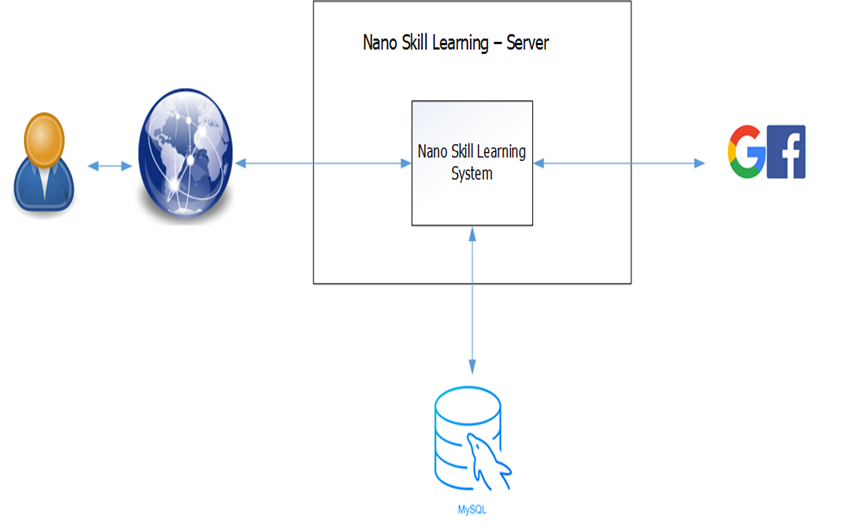 Nano Skill Learning – Server
Nano Skill Learning
System
G f
MySQL